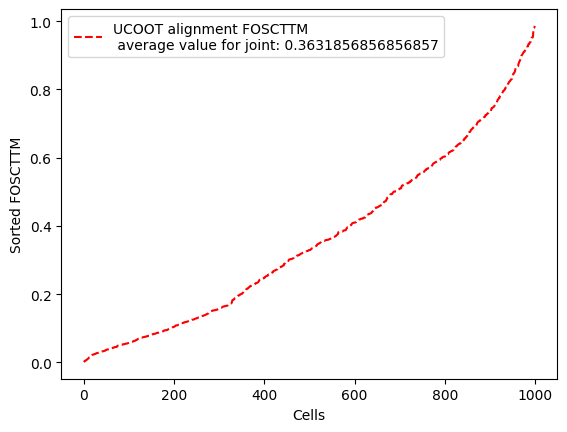 UCOOT alignment FOSCTTM
average value for joint: 0.3631856856856857
1.0
0.8
0.6
0.4
0.2
0.0
Sorted FOSCTTM
0 200 400 600 800 1000
Cells